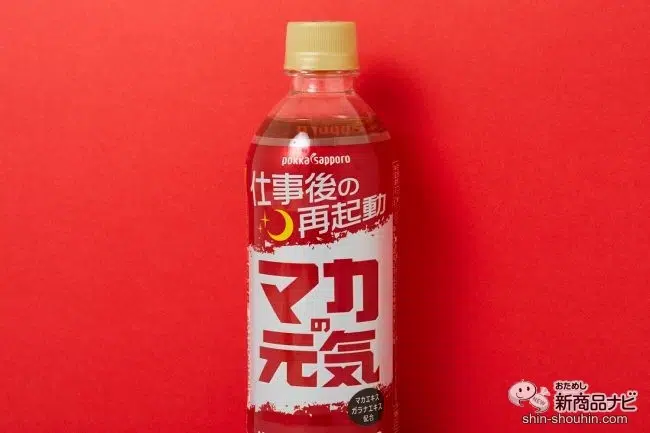 pokka sapporo
仕事後の
再起動
マカ
の
元気
マカエキス
ガラナエキス
配合
おためし
新商品ナビ
NEW
shin-shouhin.com